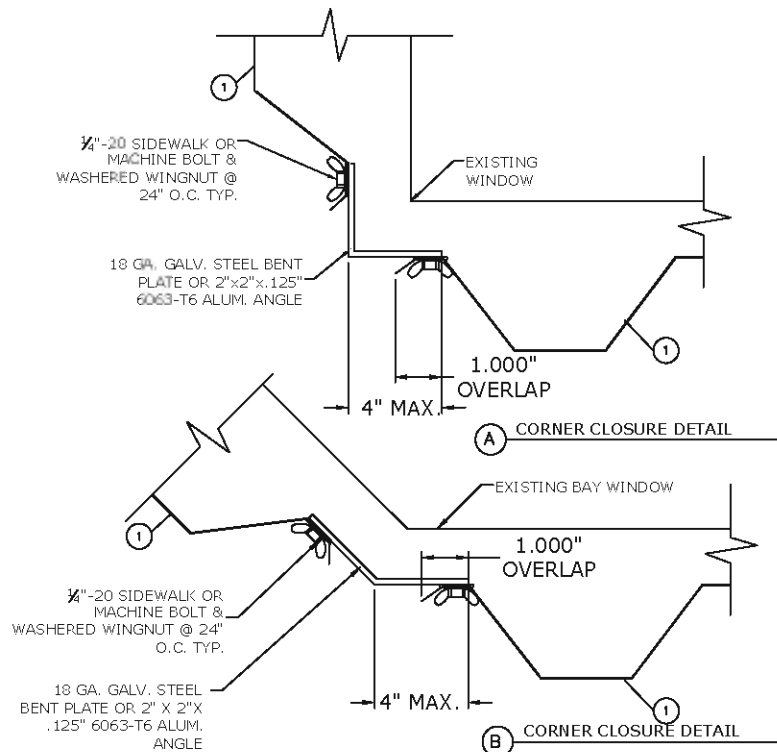 1
¼"-20 SIDEWALK OR
MACHINE BOLT &
WASHERED WINGNUT @
24" O.C. TYP.
EXISTING
WINDOW
18 GA. GALV. STEEL BENT
PLATE OR 2"x2"x.125"
6063-T6 ALUM. ANGLE
1
1.000"
OVERLAP
4" MAX.
A CORNER CLOSURE DETAIL
EXISTING BAY WINDOW
1
1.000"
OVERLAP
¼"-20 SIDEWALK OR
MACHINE BOLT &
WASHERED WINGNUT @ 24"
O.C. TYP.
18 GA. GALV. STEEL
BENT PLATE OR 2" X 2"X
.125" 6063-T6 ALUM.
ANGLE
4" MAX.
1
B CORNER CLOSURE DETAIL